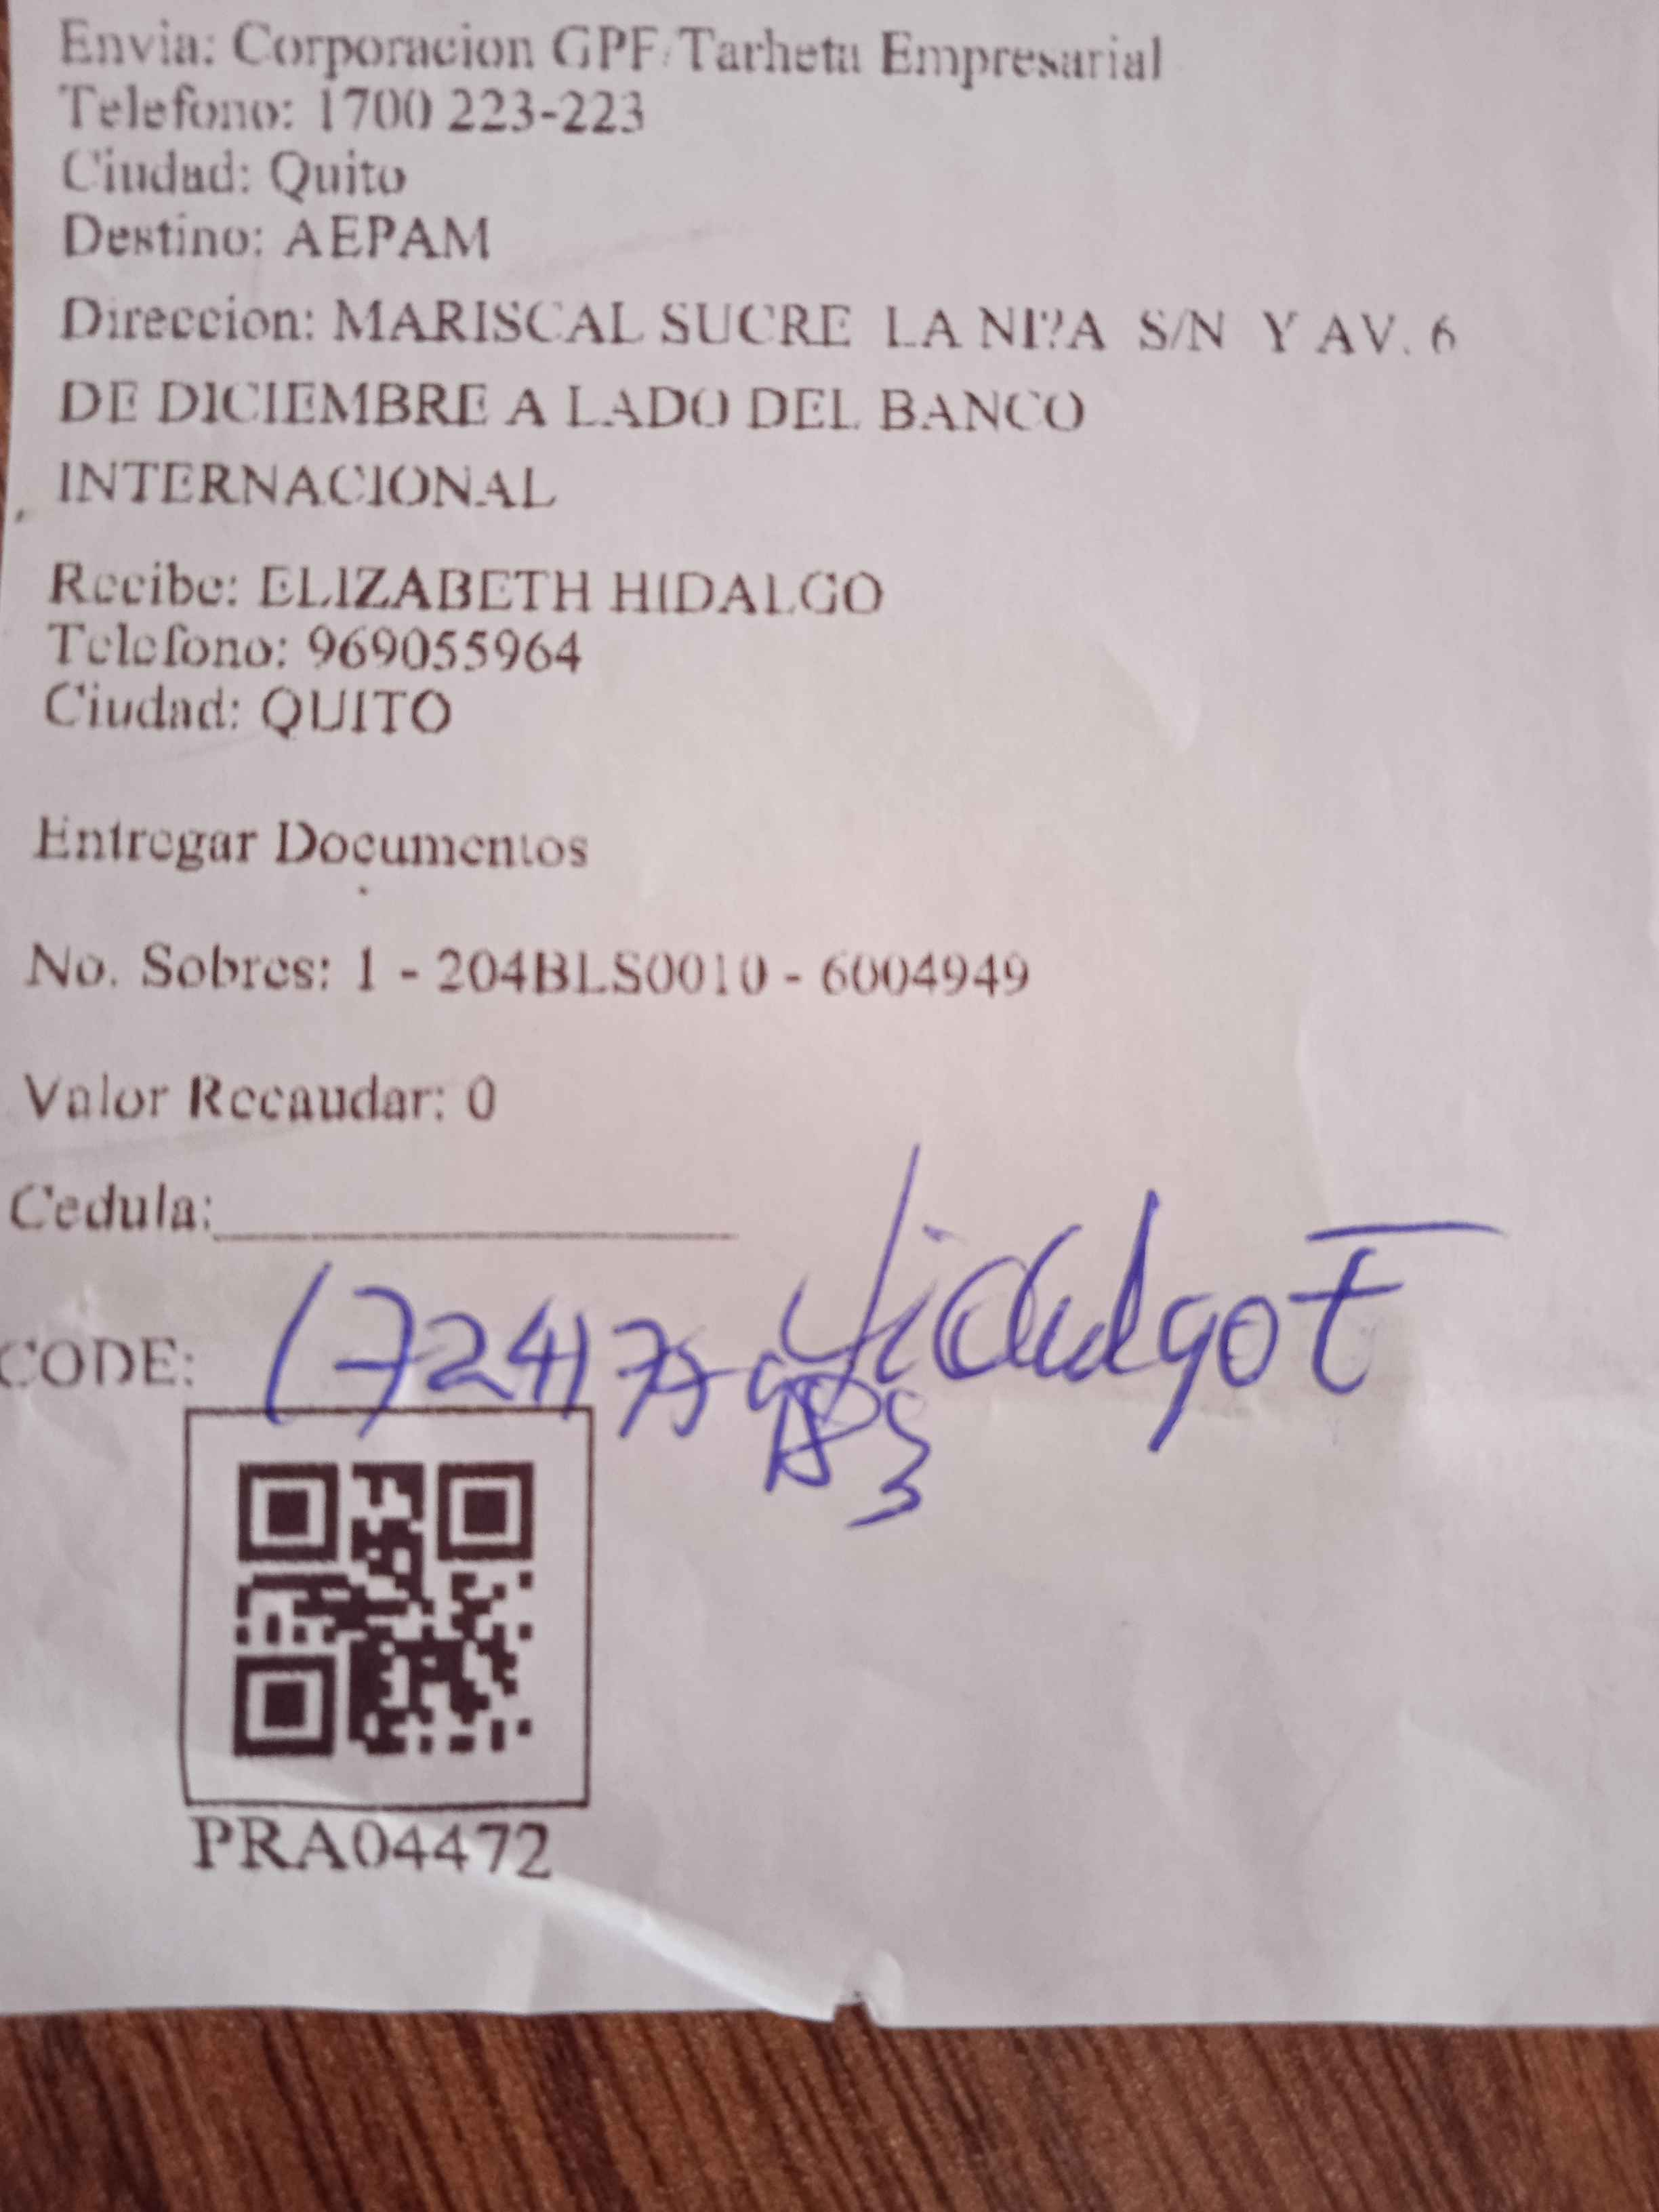 Envia: Corporacion GPF/Tarheta Empresarial
Telefono: 1700 223-223
Ciudad: Quito
Destino: AEPAM
Direccion: MARISCAL SUCRE LA NI?A S/N Y AV. 6
DE DICIEMBRE A LADO DEL BANCO
INTERNACIONAL
Recibe: ELIZABETH HIDALGO
Telefono: 969055964
Ciudad: QUITO
Entregar Documentos
No. Sobres: 1 - 204BLS0010 - 6004949
Valor Recaudar: 0
Cedula:
Hidalgo E
CODE:
PRA04472